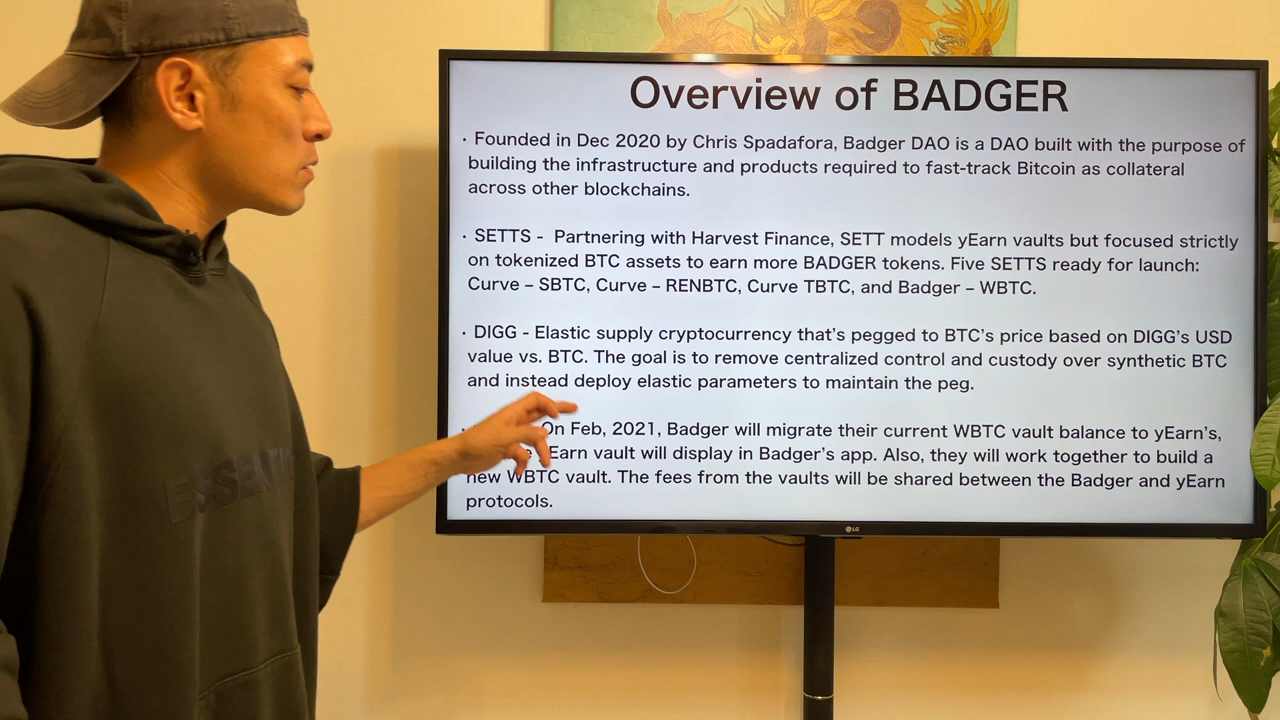 Overview of BADGER
· Founded in Dec 2020 by Chris Spadafora, Badger DAO is a DAO built with the purpose of
building the infrastructure and products required to fast-track Bitcoin as collateral
across other blockchains.
· SETTS - Partnering with Harvest Finance, SETT models yEarn vaults but focused strictly
on tokenized BTC assets to earn more BADGER tokens. Five SETTS ready for launch:
Curve – SBTC, Curve – RENBTC, Curve TBTC, and Badger – WBTC.
· DIGG - Elastic supply cryptocurrency that's pegged to BTC's price based on DIGG's USD
value vs. BTC. The goal is to remove centralized control and custody over synthetic BTC
and instead deploy elastic parameters to maintain the peg.
· On Feb, 2021, Badger will migrate their current WBTC vault balance to yEarn's,
yEarn vault will display in Badger's app. Also, they will work together to build a
new WBTC vault. The fees from the vaults will be shared between the Badger and yEarn
protocols.
LG